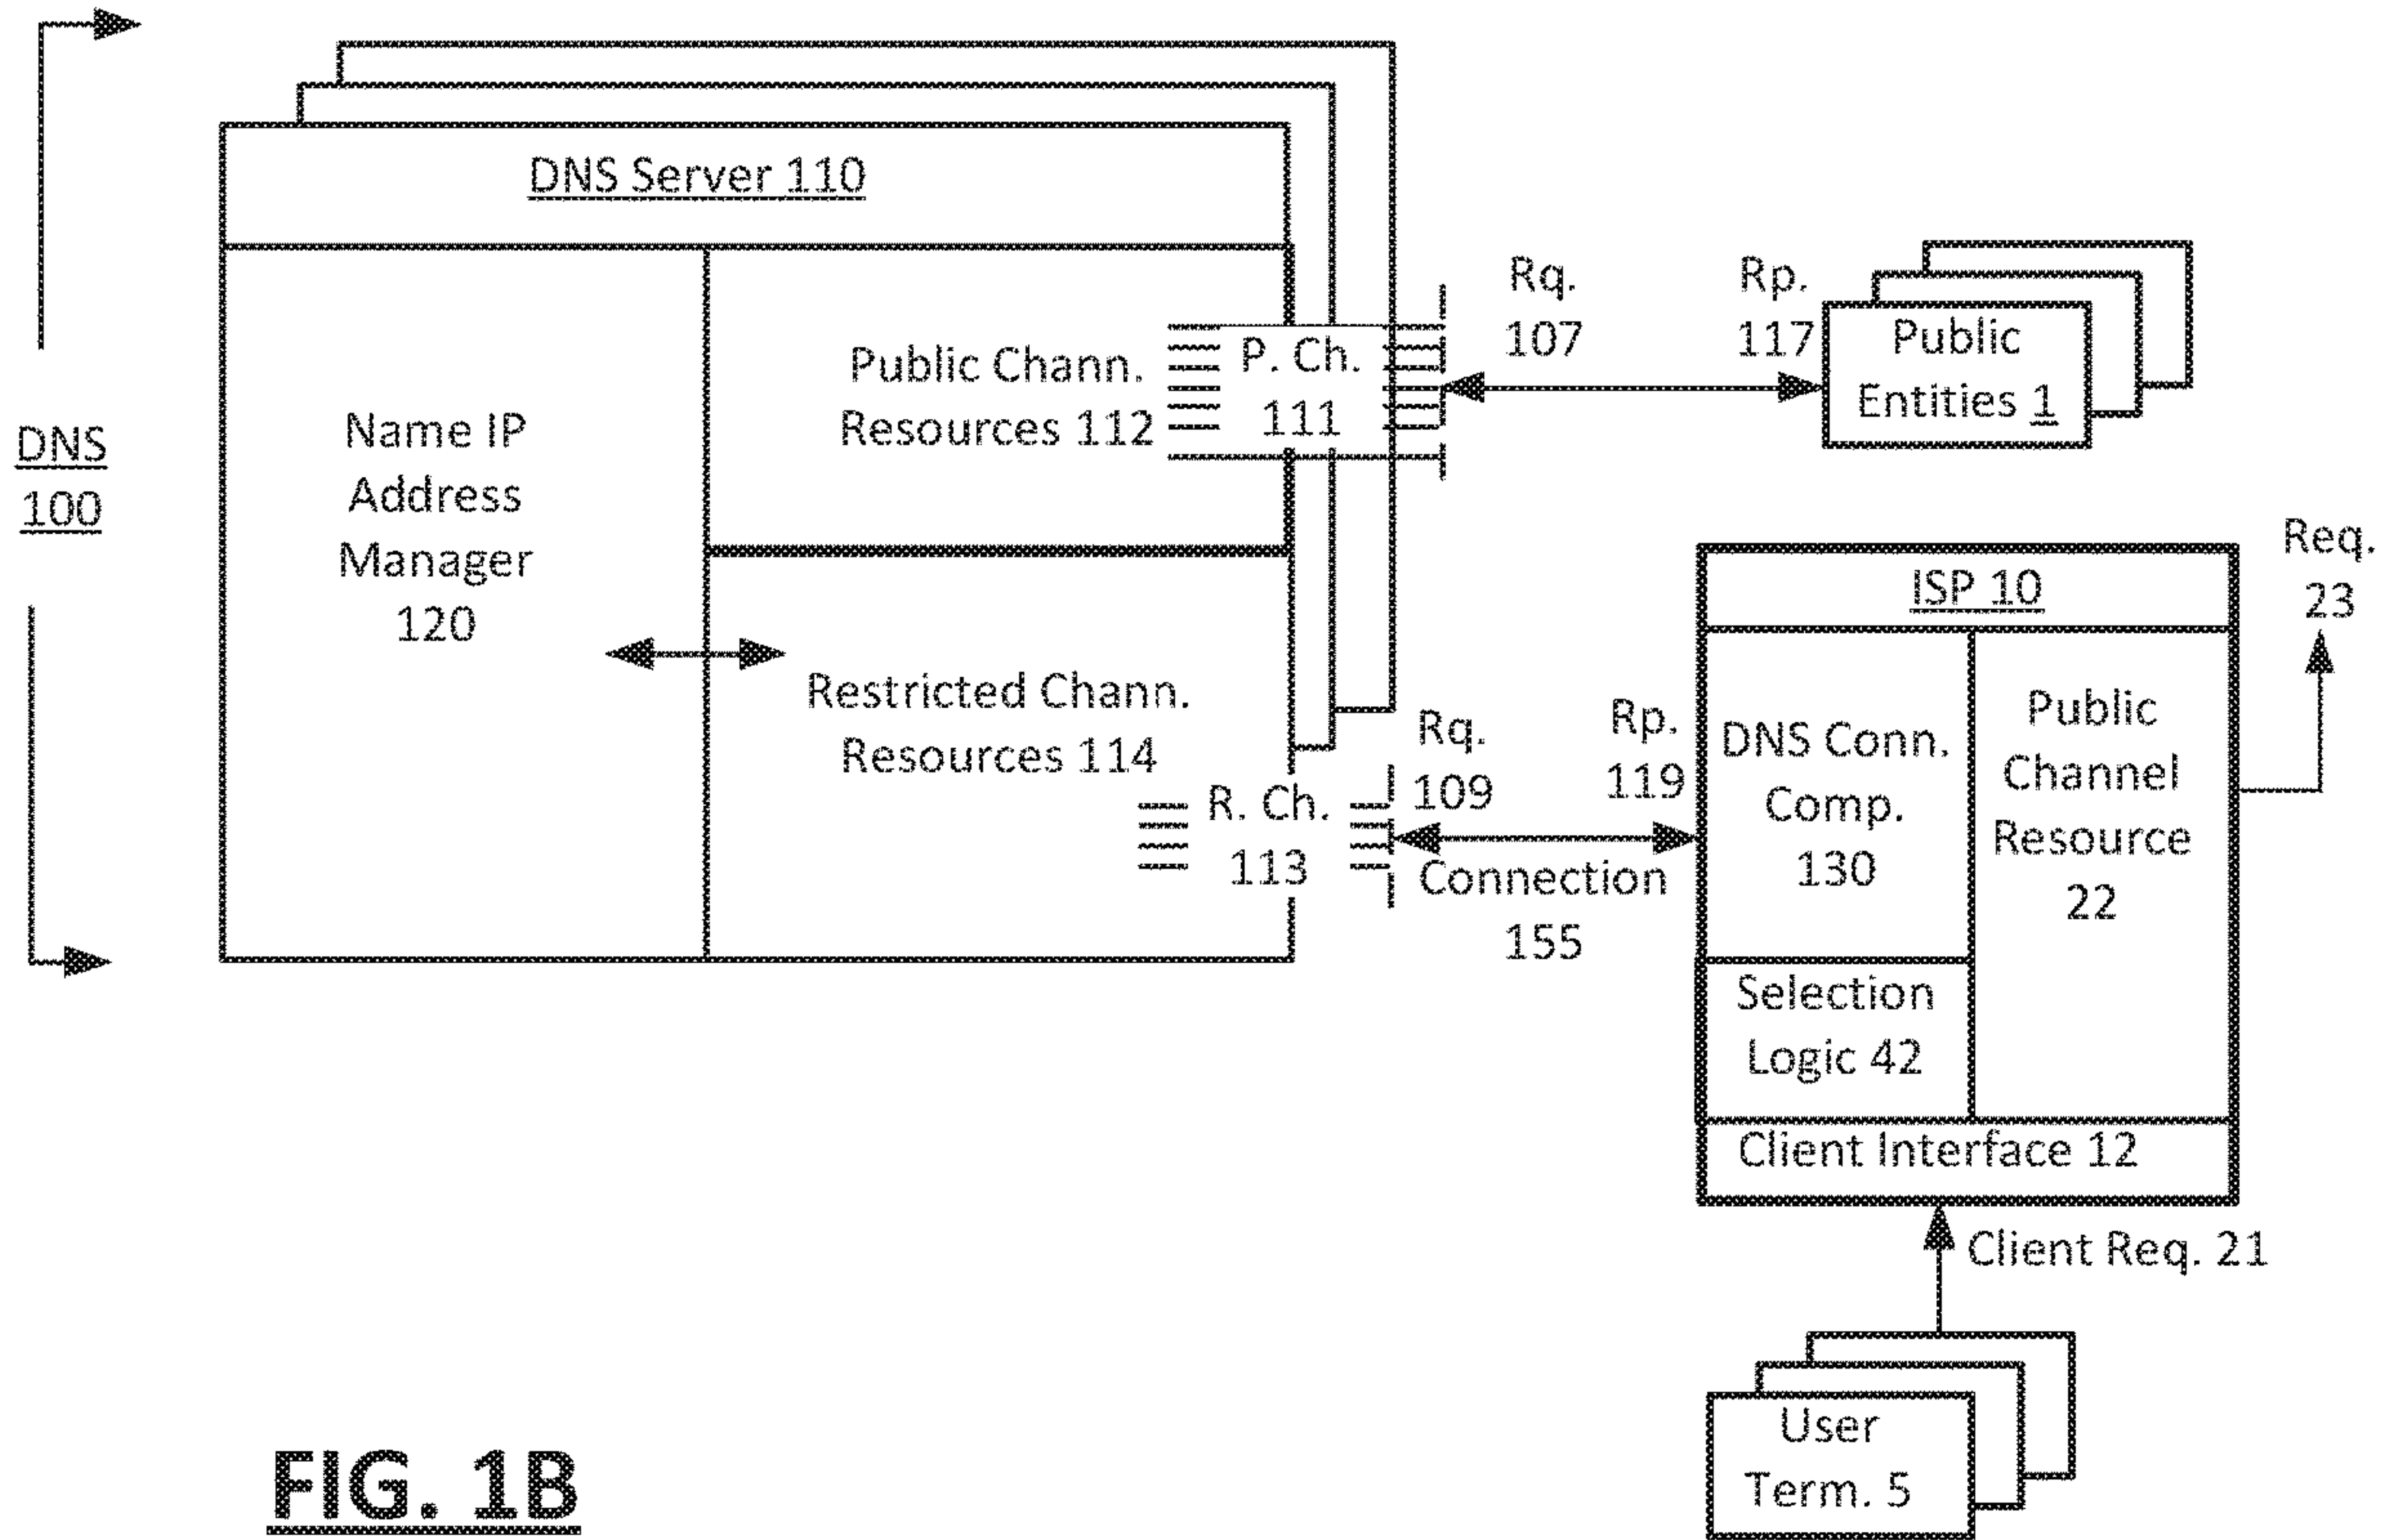 DNS
100
DNS Server 110
Name IP
Address
Manager
120
Public Chann.
Resources 112
P. Ch.
111
Restricted Chann.
Resources 114
R. Ch.
113
Rq.
107
Rp.
117
Public
Entities 1
Rq.
109
Rp.
119
Connection
155
ISP 10
DNS Conn.
Comp.
130
Public
Channel
Resource
22
Selection
Logic 42
Client Interface 12
Req.
23
Client Req. 21
User
Term. 5
FIG. 1B